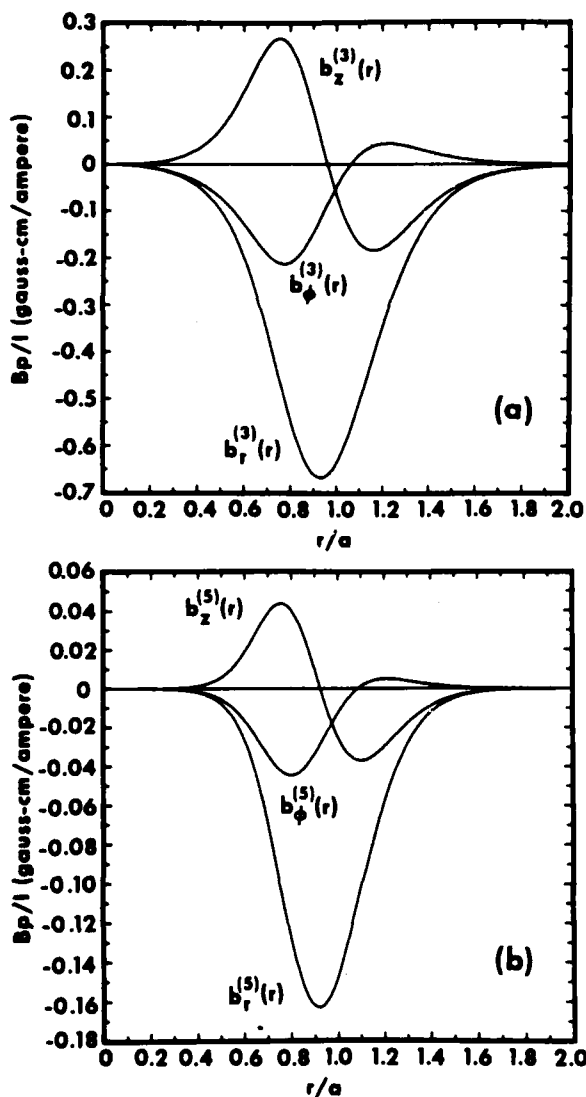 0.3
0.2
0.1
0
-0.1
-0.2
-0.3
-0.4
-0.5
-0.6
-0.7
Bp/I (gauss-cm/ampere)
b_z^(3)(r)
b_ϕ^(3)(r)
b_r^(3)(r)
(a)
0 0.2 0.4 0.6 0.8 1.0 1.2 1.4 1.6 1.8 2.0
r/a
0.06
0.04
0.02
0
-0.02
-0.04
-0.06
-0.08
-0.10
-0.12
-0.14
-0.16
-0.18
Bp/I (gauss-cm/ampere)
b_z^(5)(r)
b_ϕ^(5)(r)
b_r^(5)(r)
(b)
0 0.2 0.4 0.6 0.8 1.0 1.2 1.4 1.6 1.8 2.0
r/a